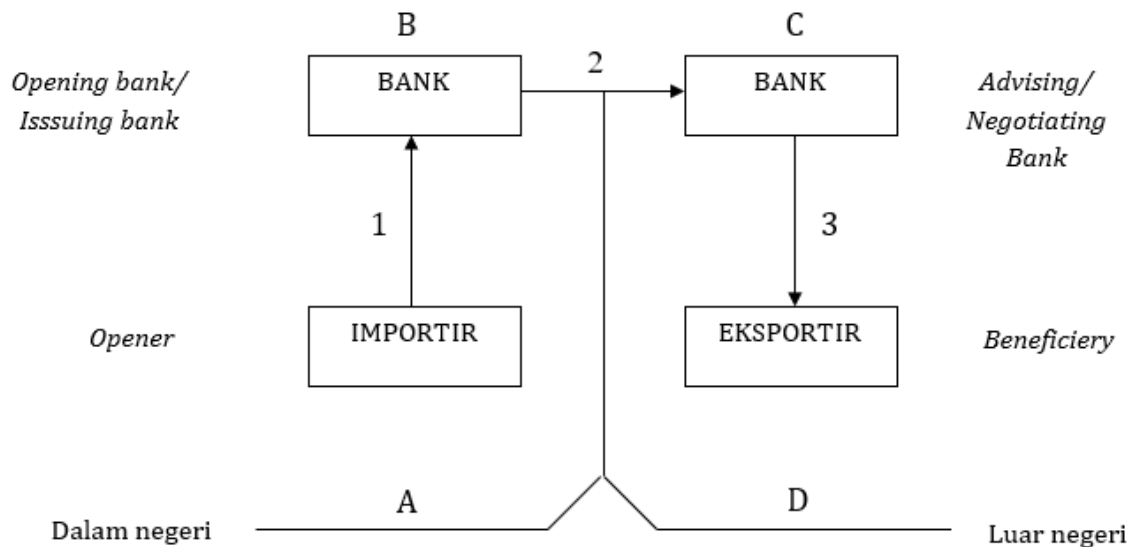 B
C
2
Opening bank/
Isssuing bank
BANK
BANK
Advising/
Negotiating
Bank
1
3
Opener
IMPORTIR
EKSPORTIR
Beneficiery
A
D
Dalam negeri
Luar negeri